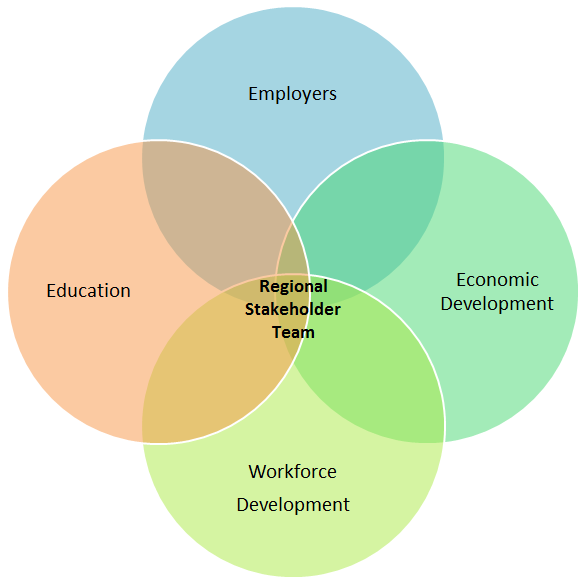 Employers
Education
Economic
Development
Regional
Stakeholder
Team
Workforce
Development